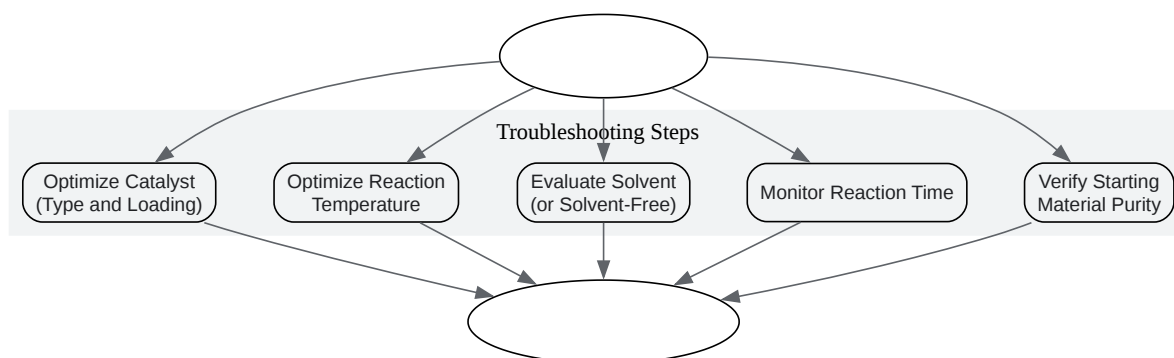 Troubleshooting Steps
Optimize Catalyst
(Type and Loading)
Optimize Reaction
Temperature
Evaluate Solvent
(or Solvent-Free)
Monitor Reaction Time
Verify Starting
Material Purity